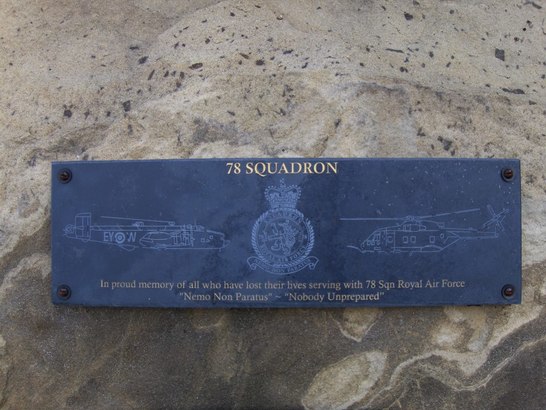 78 SQUADRON
EY W
In proud memory of all who have lost their lives serving with 78 Sqn Royal Air Force
"Nemo Non Paratus" ~ "Nobody Unprepared"